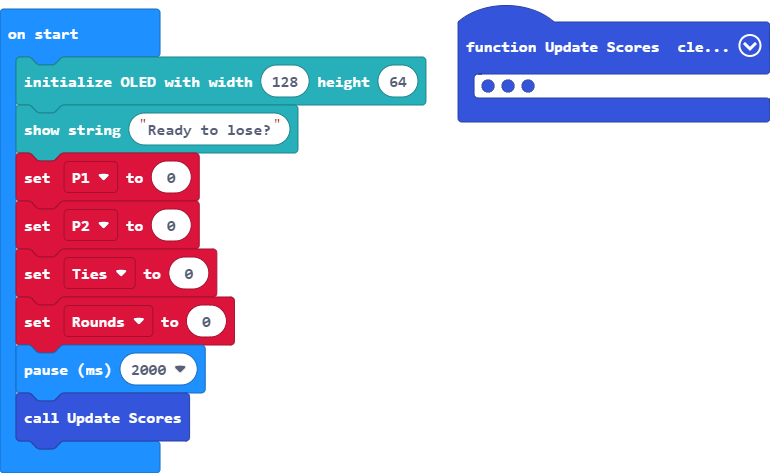 on start
initialize OLED with width 128 height 64
show string "Ready to lose?"
set P1 to 0
set P2 to 0
set Ties to 0
set Rounds to 0
pause (ms) 2000
call Update Scores
function Update Scores cle...